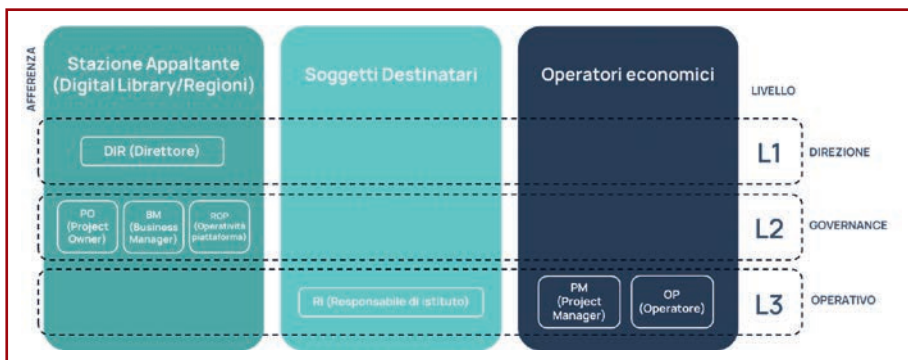 AFFERENZA
Stazione Appaltante
(Digital Library/Regioni)
Soggetti Destinatari
Operatori economici
LIVELLO
DIR (Direttore)
L1
DIREZIONE
PO
(Project
Owner)
BM
(Business
Manager)
ROP
(Operatività
piattaforma)
L2
GOVERNANCE
RI (Responsabile di istituto)
PM
(Project
Manager)
OP
(Operatore)
L3
OPERATIVO